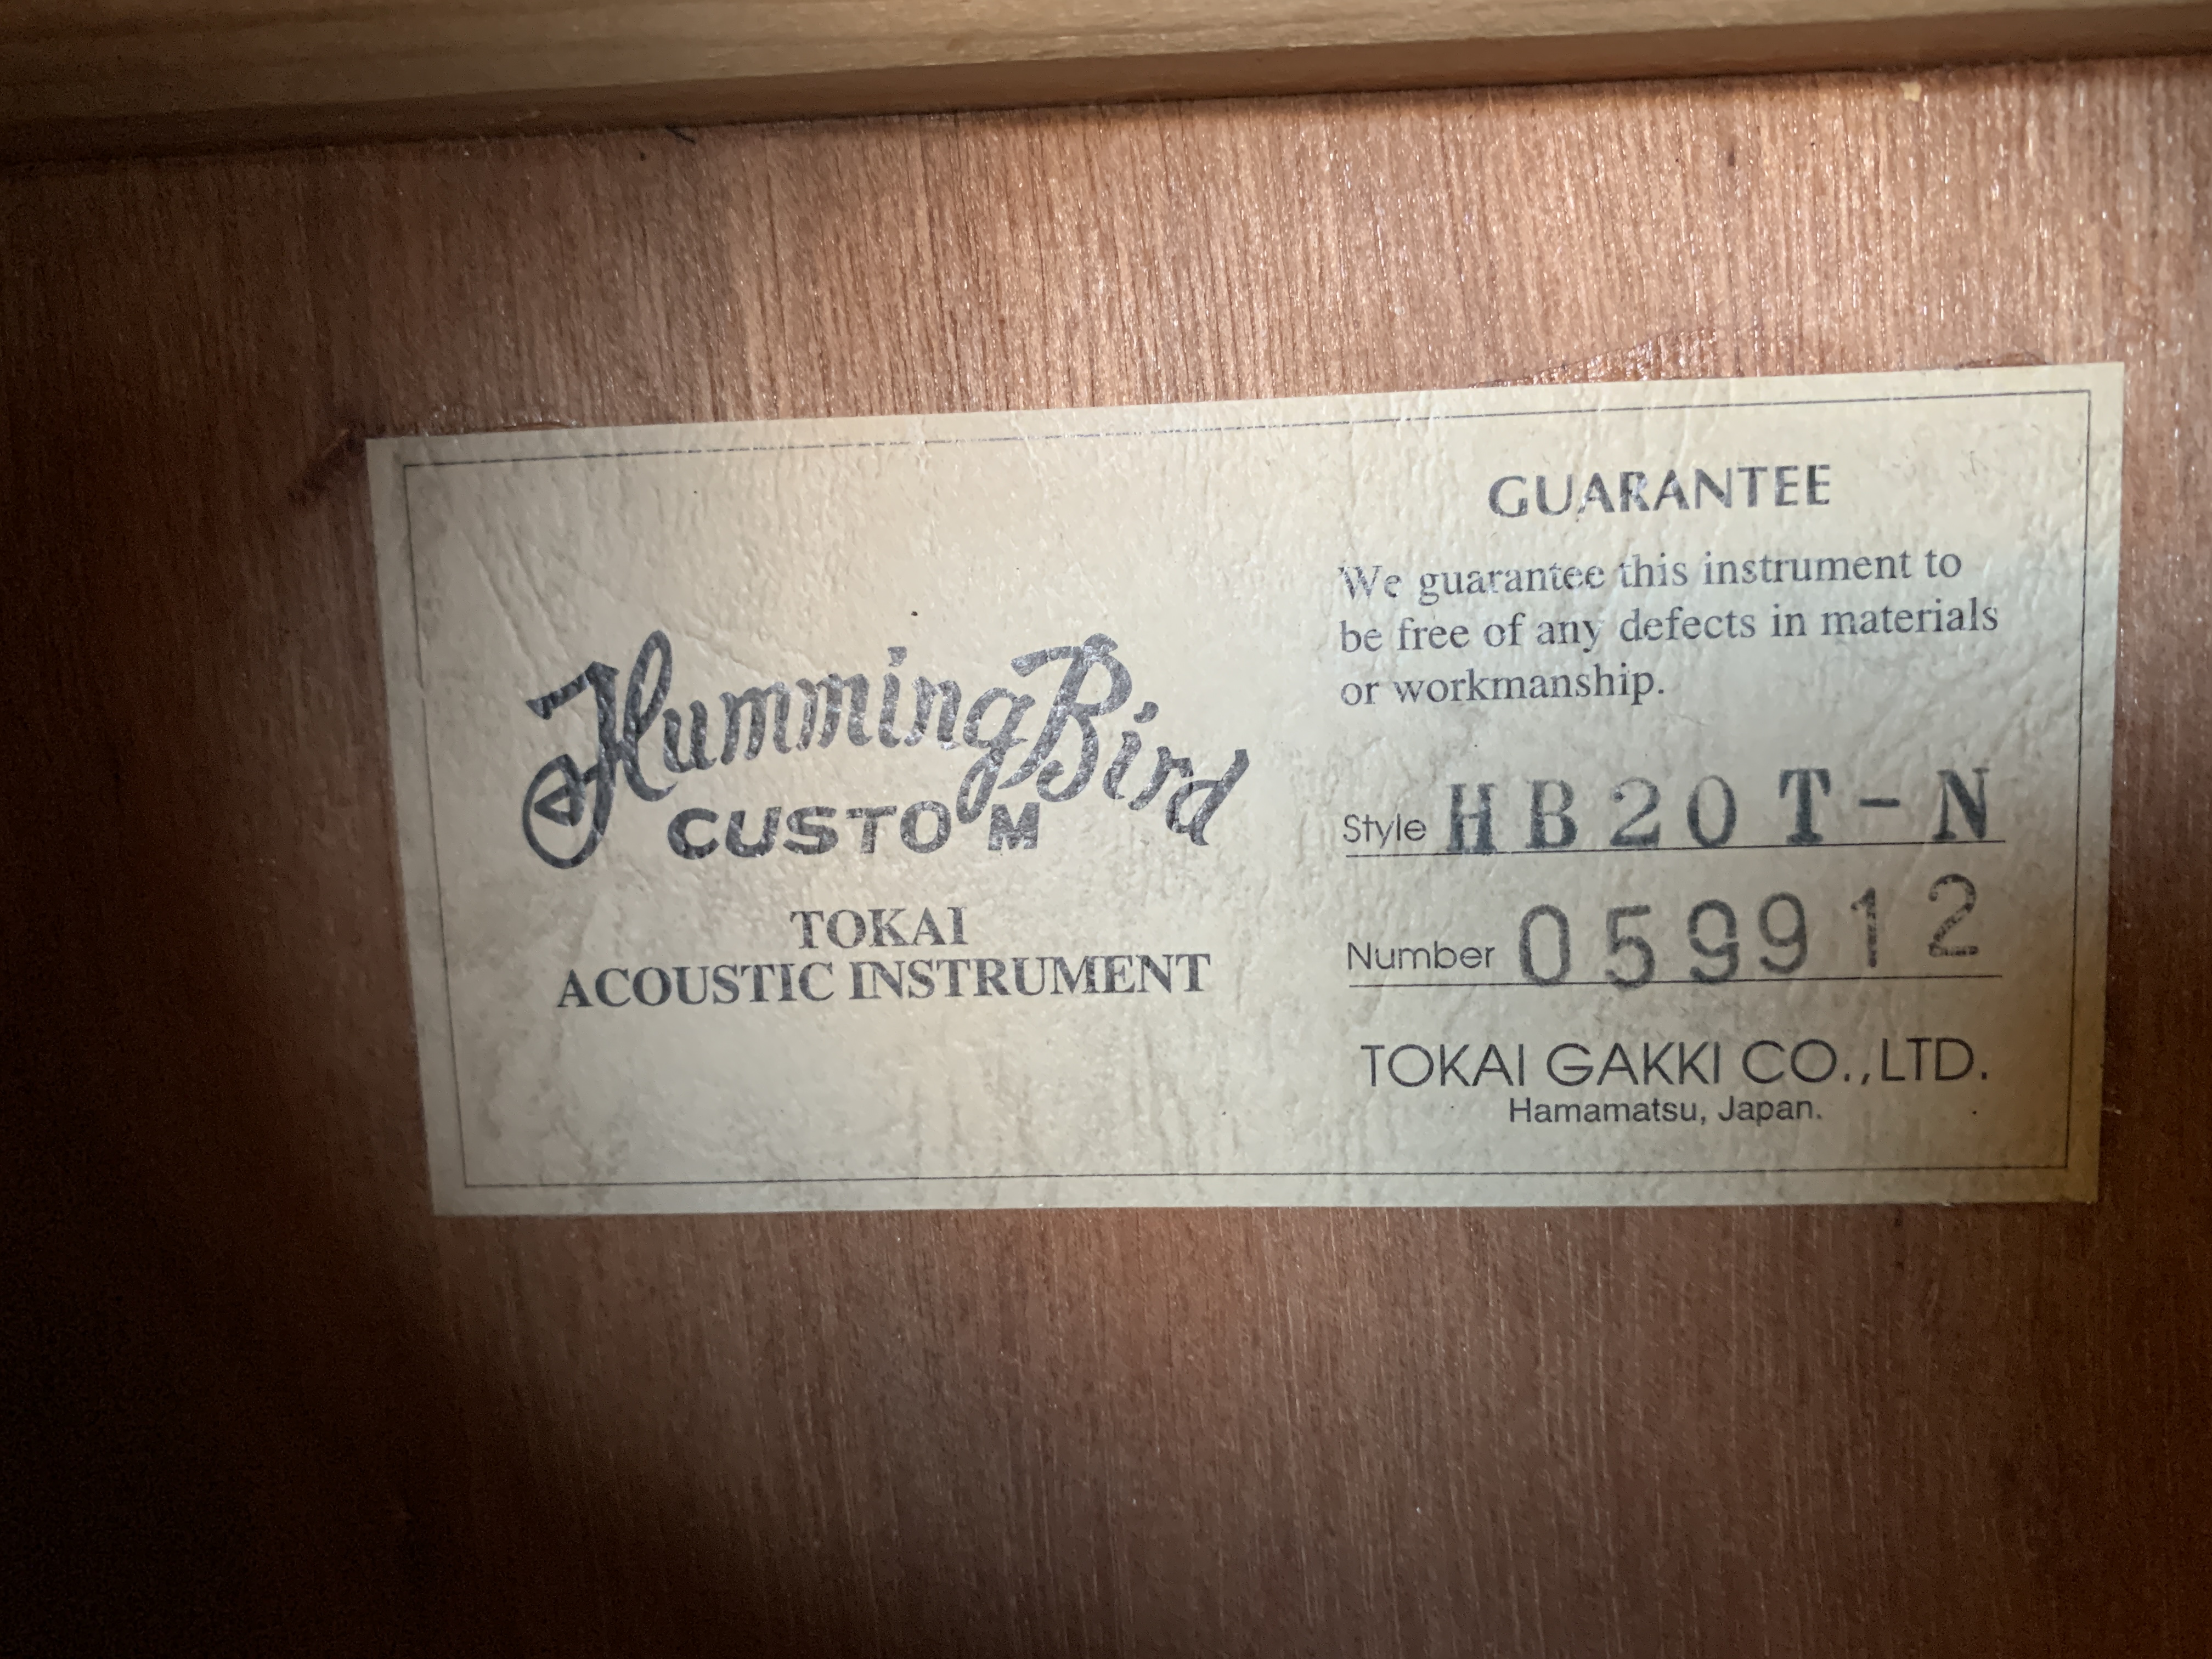 HummingBird
CUSTOM
TOKAI
ACOUSTIC INSTRUMENT
GUARANTEE
We guarantee this instrument to
be free of any defects in materials
or workmanship.
Style HB20T-N
Number 059912
TOKAI GAKKI CO.,LTD.
Hamamatsu, Japan.